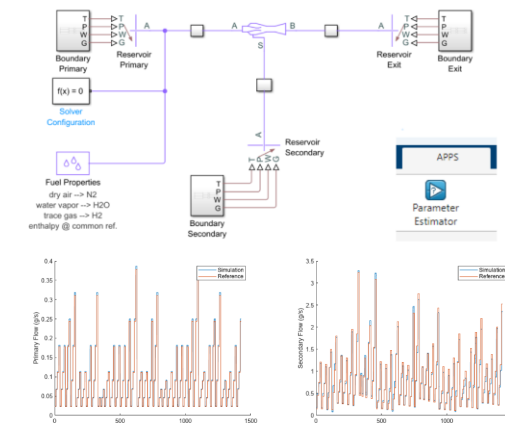 T
P
W
G
T
P
W
G
A
A
B
S
A
T
P
W
G
T
P
W
G
Boundary
Primary
Reservoir
Primary
Reservoir
Exit
Boundary
Exit
f(x) = 0
Solver
Configuration
A
Reservoir
Secondary
T P W G
APPS
Parameter
Estimator
Fuel Properties
dry air --> N2
water vapor --> H2O
trace gas --> H2
enthalpy @ common ref.
T
P
W
G
Boundary
Secondary
Simulation
Reference
Primary Flow (g/s)
0.4
0.35
0.3
0.25
0.2
0.15
0.1
0.05
0
0
500
1000
1500
Simulation
Reference
Secondary Flow (g/s)
3.5
3
2.5
2
1.5
1
0.5
0
0
500
1000